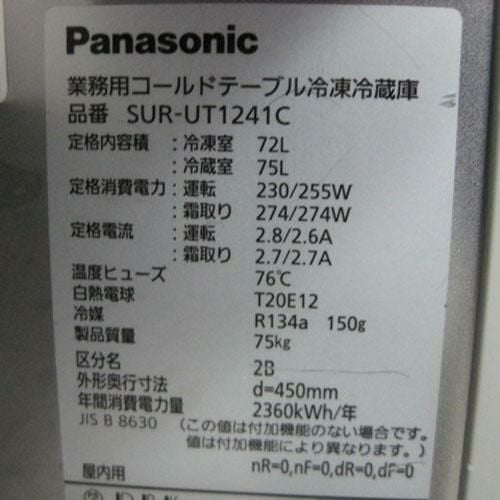 Panasonic
業務用コールドテーブル冷凍冷蔵庫
品番 SUR-UT1241C
定格内容積 : 冷凍室 72L
: 冷蔵室 75L
定格消費電力 : 運転 230/255W
: 霜取り 274/274W
定格電流 : 運転 2.8/2.6A
: 霜取り 2.7/2.7A
温度ヒューズ 76℃
白熱電球 T20E12
冷媒 R134a 150g
製品質量 75kg
区分名 2B
外形奥行寸法 d=450mm
年間消費電力量 2360kWh/年
JIS B 8630 (この値は付加機能のない場合です。
値は付加機能により異なります。)
屋内用 nR=0,nF=0,dR=0,dF=0